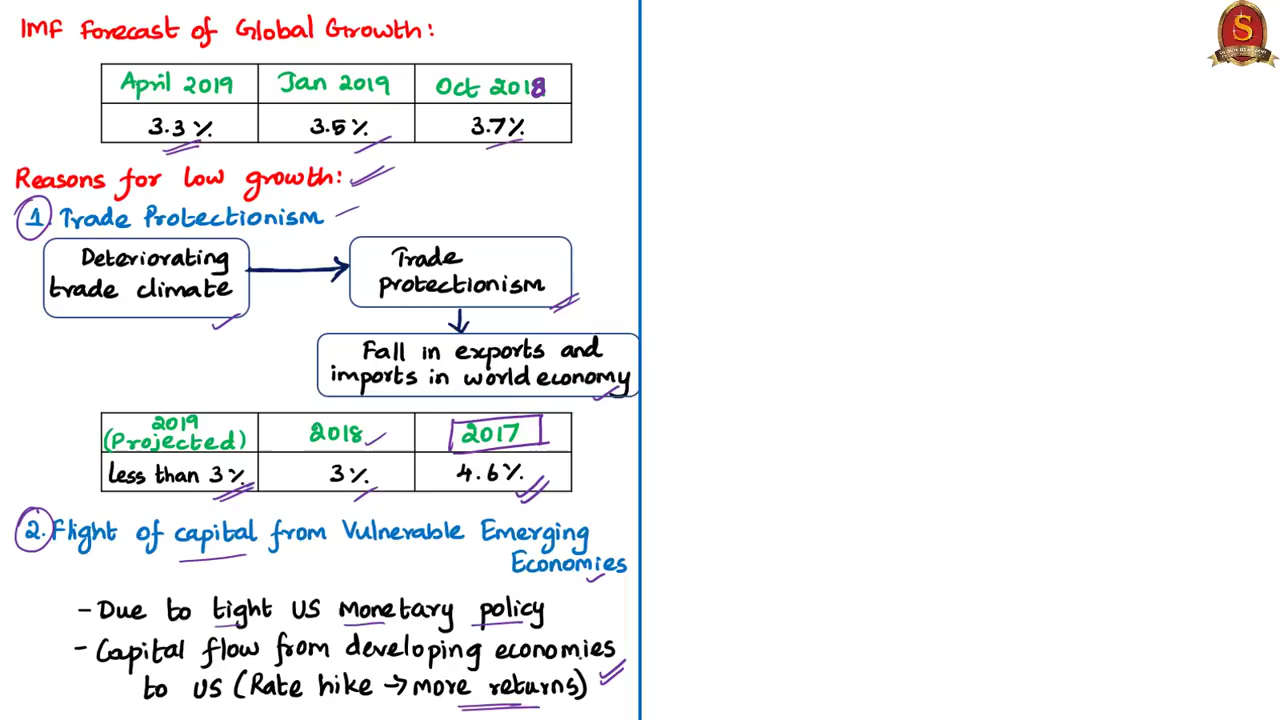 IMF Forecast of Global Growth:
April 2019 Jan 2019 Oct 2018
3.3% 3.5% 3.7%
Reasons for low growth:
1. Trade Protectionism
Deteriorating
trade climate
Trade
protectionism
Fall in exports and
imports in world economy
2019
(Projected) 2018 2017
less than 3% 3% 4.6%
2. Flight of capital from Vulnerable Emerging
Economies
- Due to tight US monetary policy
- Capital flow from developing economies
to US (Rate hike → more returns)
S